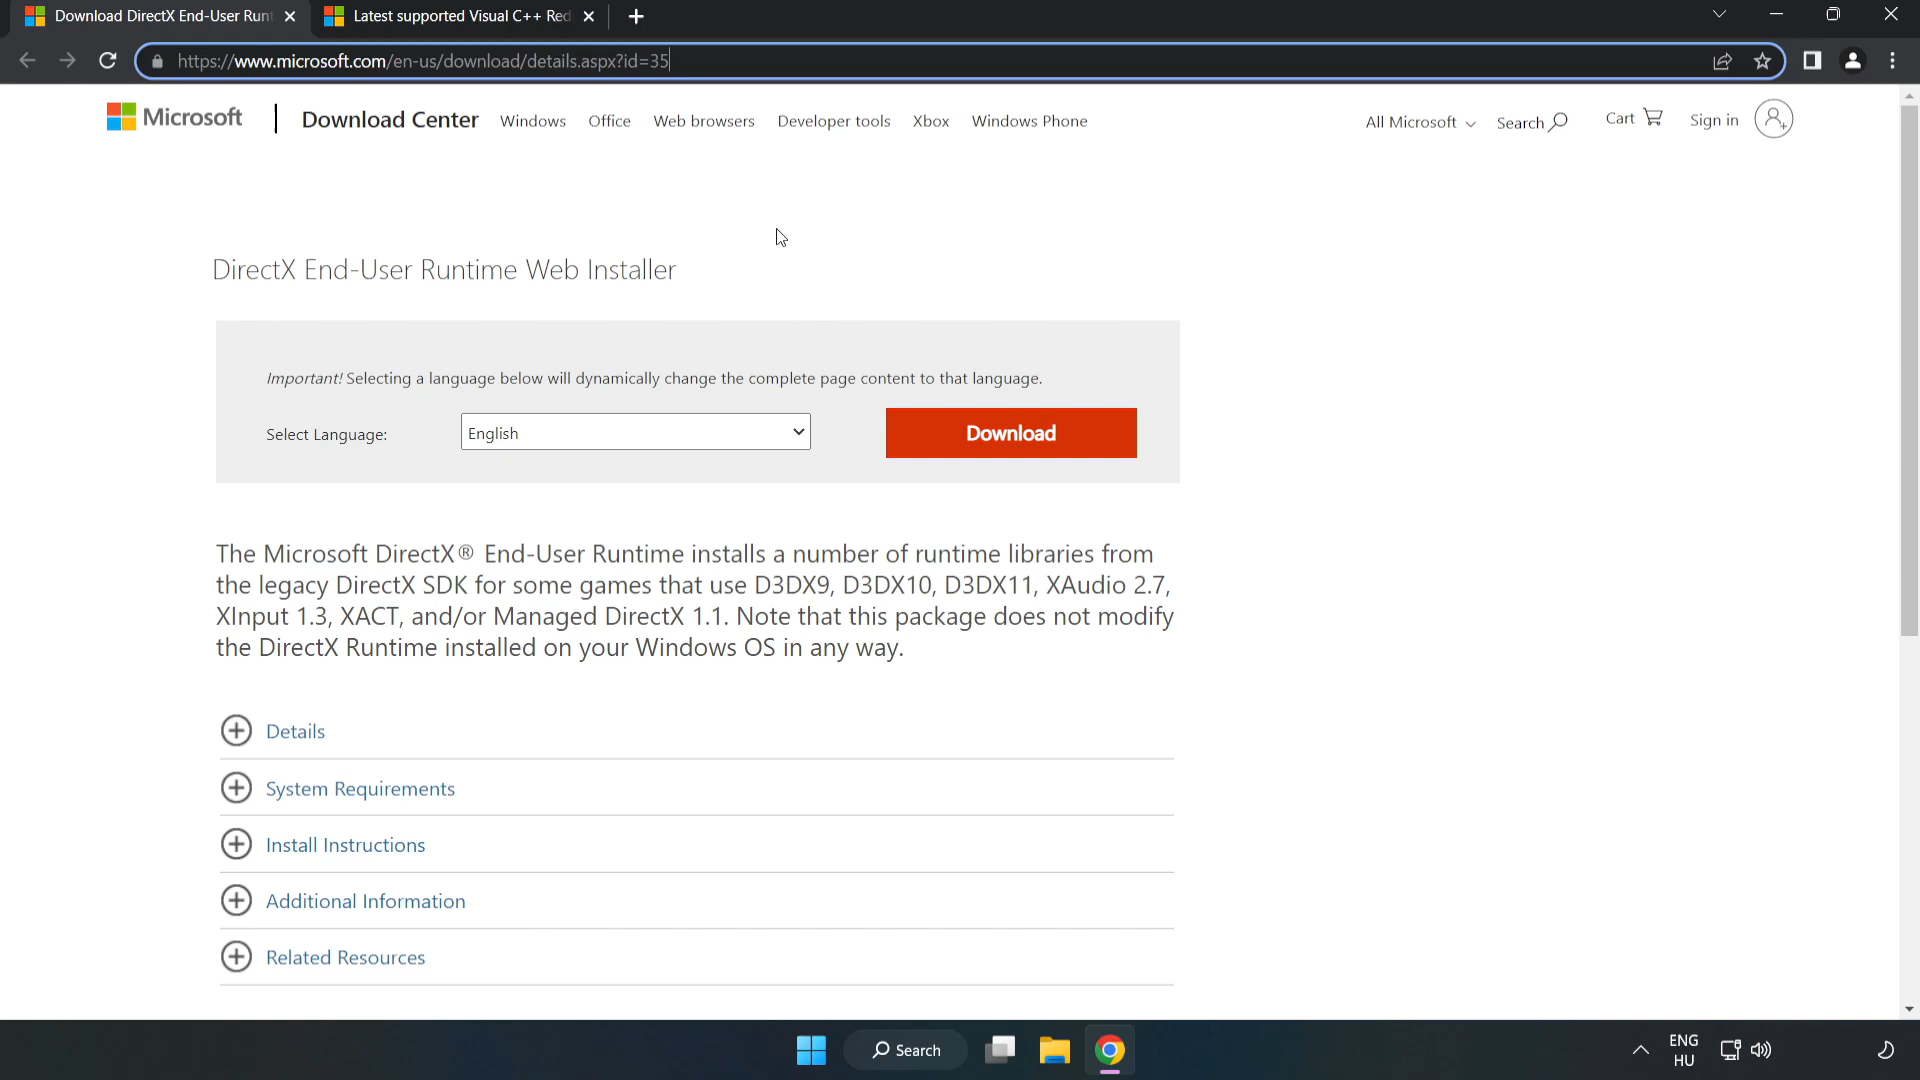 Download DirectX End-User Runt
Latest supported Visual C++ Red
https://www.microsoft.com/en-us/download/details.aspx?id=35
Microsoft
Download Center
Windows
Office
Web browsers
Developer tools
Xbox
Windows Phone
All Microsoft
Search
Cart
Sign in
DirectX End-User Runtime Web Installer
Important! Selecting a language below will dynamically change the complete page content to that language.
Select Language:
English
Download
The Microsoft DirectX® End-User Runtime installs a number of runtime libraries from
the legacy DirectX SDK for some games that use D3DX9, D3DX10, D3DX11, XAudio 2.7,
XInput 1.3, XACT, and/or Managed DirectX 1.1. Note that this package does not modify
the DirectX Runtime installed on your Windows OS in any way.
Details
System Requirements
Install Instructions
Additional Information
Related Resources
Search
ENG
HU